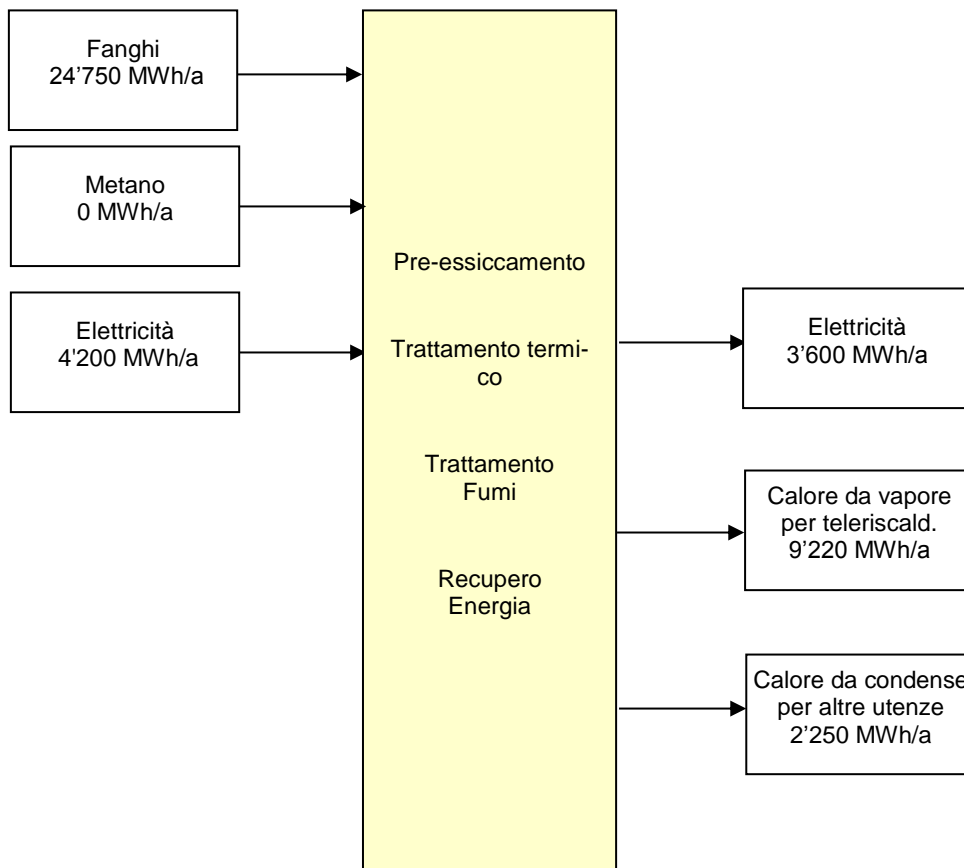 Fanghi
24’750 MWh/a
Metano
0 MWh/a
Elettricità
4'200 MWh/a
Pre-essiccamento
Trattamento termi-
co
Trattamento
Fumi
Recupero
Energia
Elettricità
3’600 MWh/a
Calore da vapore
per teleriscald.
9’220 MWh/a
Calore da condense
per altre utenze
2’250 MWh/a